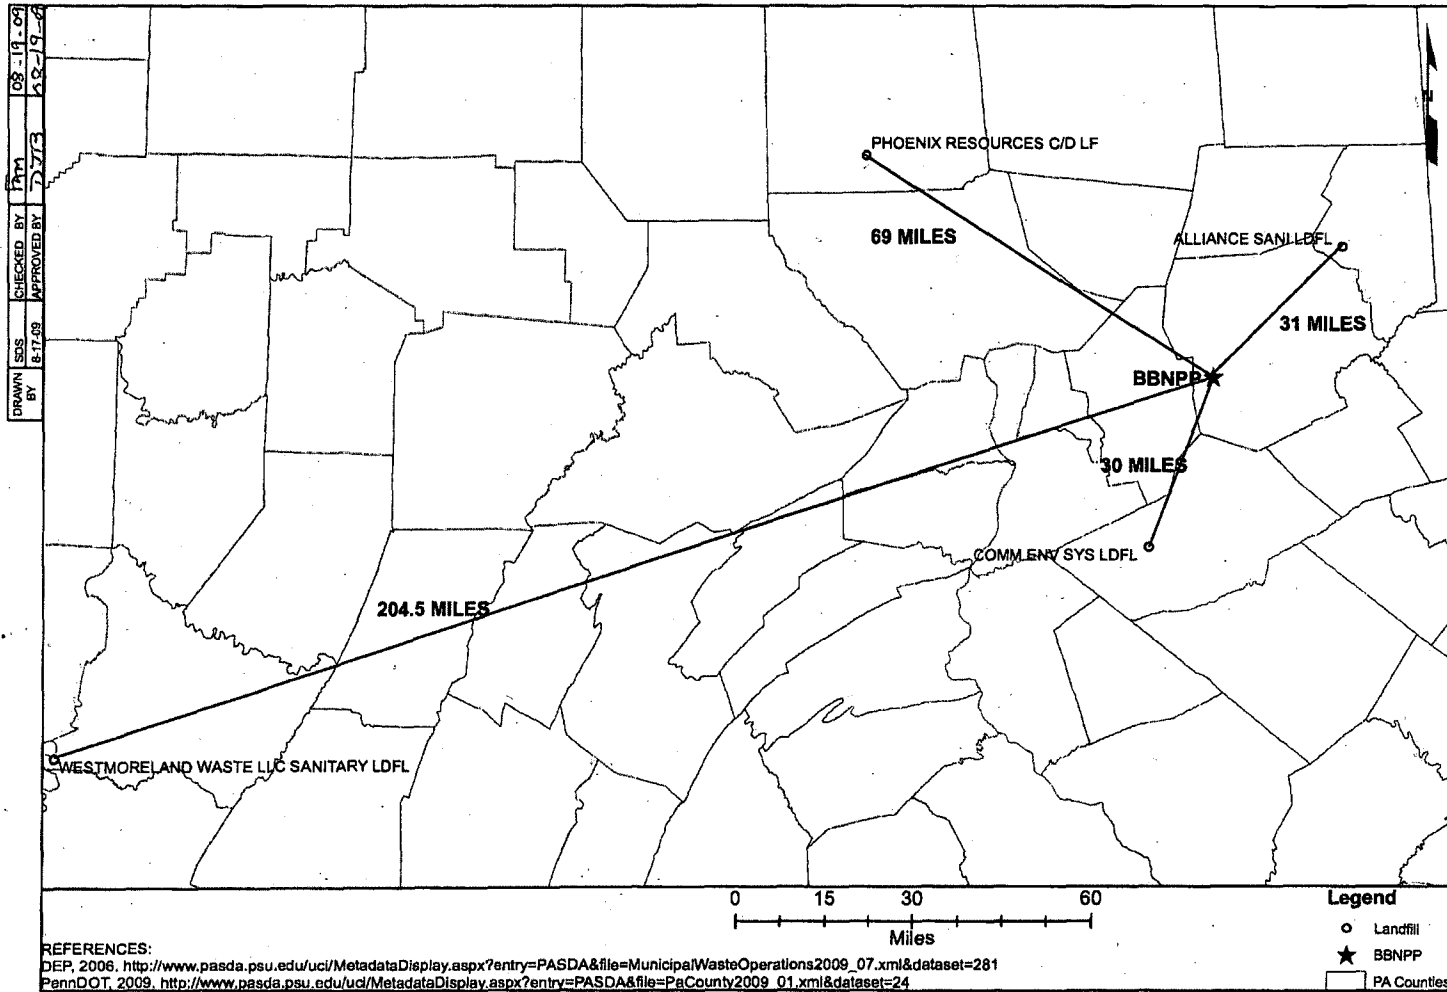 DRAWN BY
SDS
8-17-09
CHECKED BY
APPROVED BY
DJB
08-19-09
08-19-0
N
PHOENIX RESOURCES C/D LF
69 MILES
ALLIANCE SANI LDFL
31 MILES
BBNPP
30 MILES
COMM ENV SYS LDFL
204.5 MILES
WESTMORELAND WASTE LLC SANITARY LDFL
0 15 30 60
Miles
Legend
Landfill
BBNPP
PA Counties
REFERENCES:
DEP, 2006. http://www.pasda.psu.edu/uci/MetadataDisplay.aspx?entry=PASDA&file=MunicipalWasteOperations2009_07.xml&dataset=281
PennDOT, 2009. http://www.pasda.psu.edu/uci/MetadataDisplay.aspx?entry=PASDA&file=PaCounty2009_01.xml&dataset=24